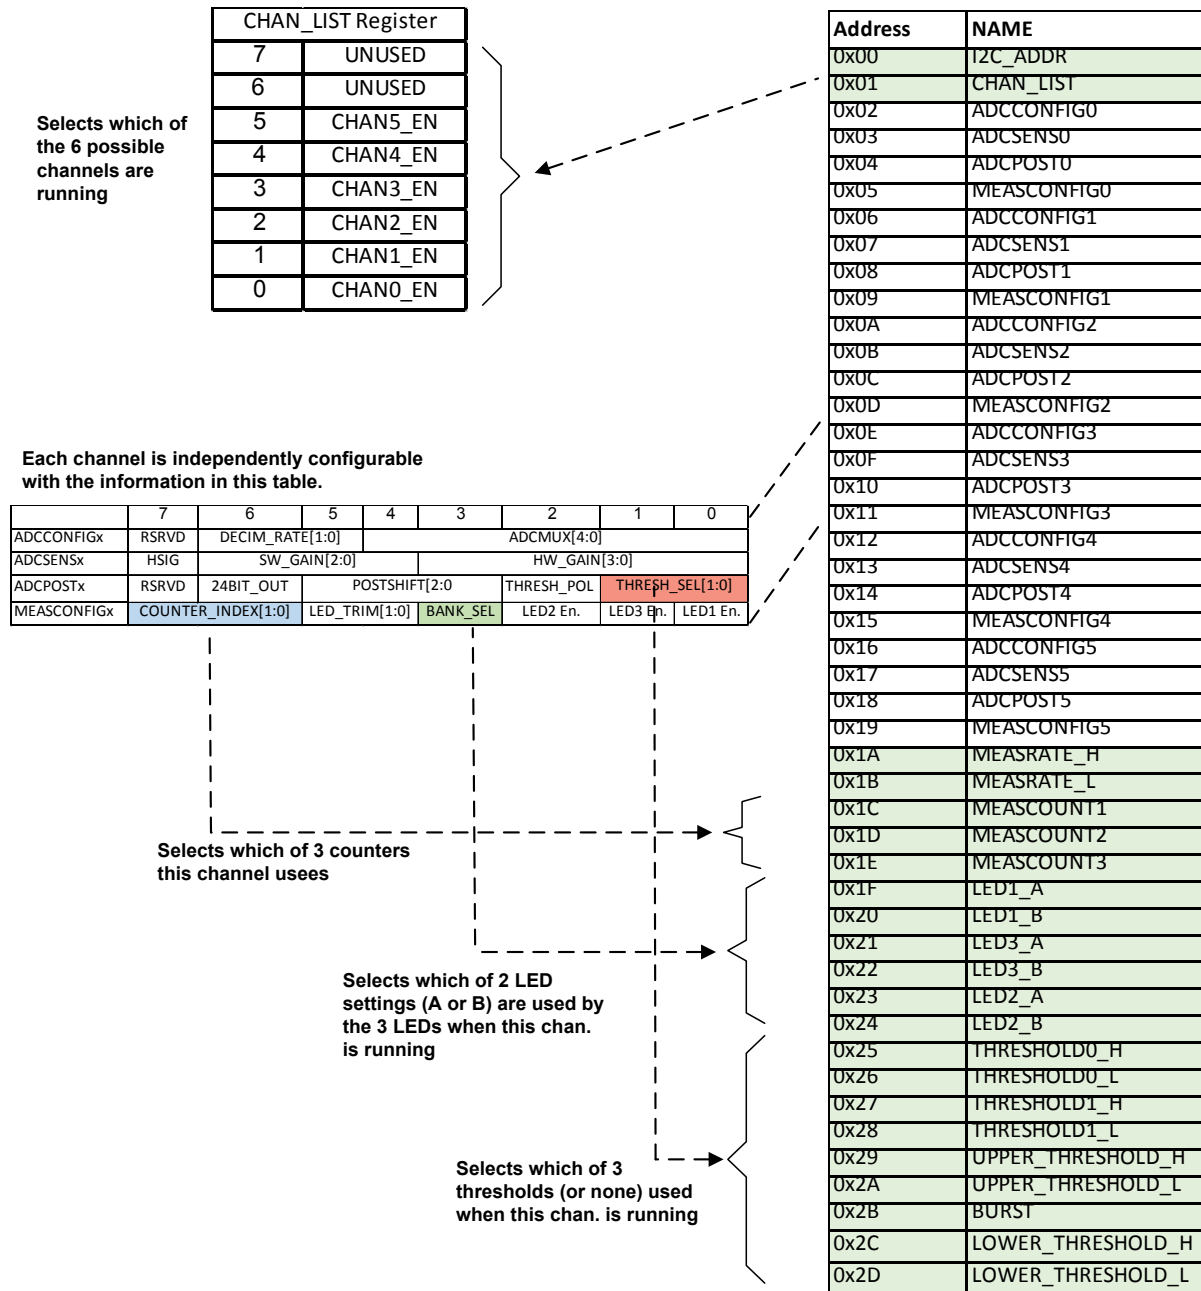 CHAN_LIST Register
7 UNUSED
6 UNUSED
5 CHAN5_EN
4 CHAN4_EN
3 CHAN3_EN
2 CHAN2_EN
1 CHAN1_EN
0 CHAN0_EN
Selects which of
the 6 possible
channels are
running
Each channel is independently configurable
with the information in this table.
7 6 5 4 3 2 1 0
ADCCONFIGx RSRVD DECIM_RATE[1:0] ADCMUX[4:0]
ADCSENSx HSIG SW_GAIN[2:0] HW_GAIN[3:0]
ADCPOSTx RSRVD 24BIT_OUT POSTSHIFT[2:0 THRESH_POL THRESH_SEL[1:0]
MEASCONFIGx COUNTER_INDEX[1:0] LED_TRIM[1:0] BANK_SEL LED2 En. LED3 En. LED1 En.
Selects which of 3 counters
this channel usees
Selects which of 2 LED
settings (A or B) are used by
the 3 LEDs when this chan.
is running
Selects which of 3
thresholds (or none) used
when this chan. is running
Address NAME
0x00 I2C_ADDR
0x01 CHAN_LIST
0x02 ADCCONFIG0
0x03 ADCSENS0
0x04 ADCPOST0
0x05 MEASCONFIG0
0x06 ADCCONFIG1
0x07 ADCSENS1
0x08 ADCPOST1
0x09 MEASCONFIG1
0x0A ADCCONFIG2
0x0B ADCSENS2
0x0C ADCPOST2
0x0D MEASCONFIG2
0x0E ADCCONFIG3
0x0F ADCSENS3
0x10 ADCPOST3
0x11 MEASCONFIG3
0x12 ADCCONFIG4
0x13 ADCSENS4
0x14 ADCPOST4
0x15 MEASCONFIG4
0x16 ADCCONFIG5
0x17 ADCSENS5
0x18 ADCPOST5
0x19 MEASCONFIG5
0x1A MEASRATE_H
0x1B MEASRATE_L
0x1C MEASCOUNT1
0x1D MEASCOUNT2
0x1E MEASCOUNT3
0x1F LED1_A
0x20 LED1_B
0x21 LED3_A
0x22 LED3_B
0x23 LED2_A
0x24 LED2_B
0x25 THRESHOLD0_H
0x26 THRESHOLD0_L
0x27 THRESHOLD1_H
0x28 THRESHOLD1_L
0x29 UPPER_THRESHOLD_H
0x2A UPPER_THRESHOLD_L
0x2B BURST
0x2C LOWER_THRESHOLD_H
0x2D LOWER_THRESHOLD_L